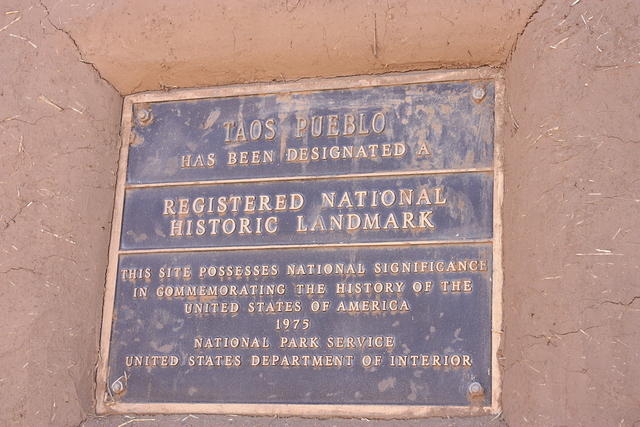 TAOS PUEBLO
HAS BEEN DESIGNATED A
REGISTERED NATIONAL
HISTORIC LANDMARK
THIS SITE POSSESSES NATIONAL SIGNIFICANCE
IN COMMEMORATING THE HISTORY OF THE
UNITED STATES OF AMERICA
1975
NATIONAL PARK SERVICE
UNITED STATES DEPARTMENT OF INTERIOR